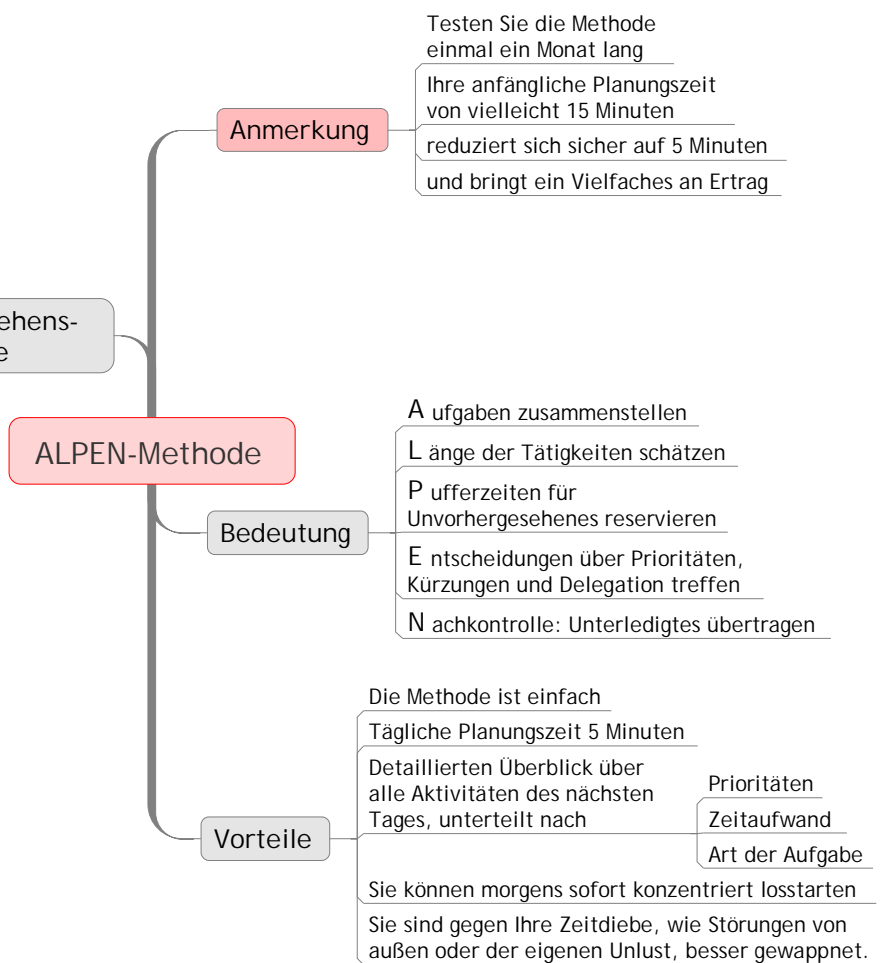 Testen Sie die Methode
einmal ein Monat lang
Ihre anfängliche Planungszeit
von vielleicht 15 Minuten
reduziert sich sicher auf 5 Minuten
und bringt ein Vielfaches an Ertrag
Anmerkung
ehens-
e
ALPEN-Methode
A ufgaben zusammenstellen
L änge der Tätigkeiten schätzen
P ufferzeiten für
Unvorhergesehenes reservieren
E ntscheidungen über Prioritäten,
Kürzungen und Delegation treffen
N achkontrolle: Unterledigtes übertragen
Bedeutung
Die Methode ist einfach
Tägliche Planungszeit 5 Minuten
Detaillierten Überblick über
alle Aktivitäten des nächsten
Tages, unterteilt nach
Prioritäten
Zeitaufwand
Art der Aufgabe
Vorteile
Sie können morgens sofort konzentriert losstarten
Sie sind gegen Ihre Zeitdiebe, wie Störungen von
außen oder der eigenen Unlust, besser gewappnet.